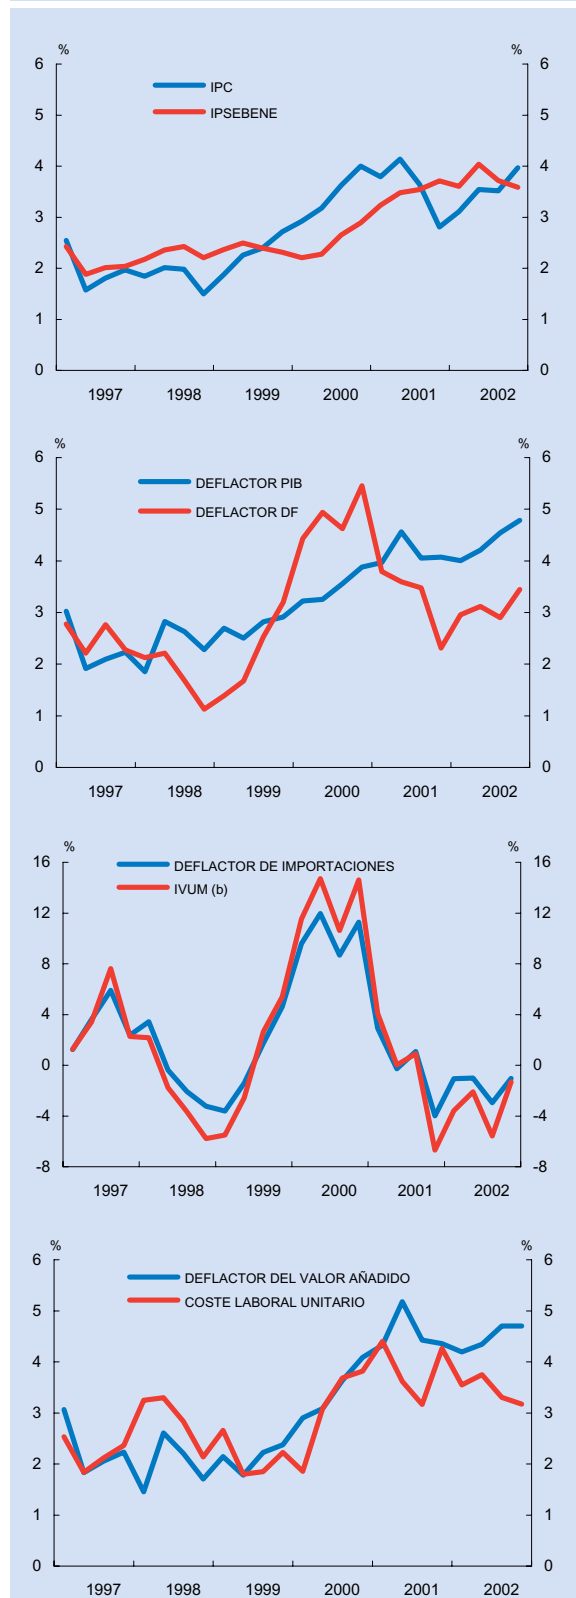 % %
6 6
IPC
5 5
IPSEBENE
4 4
3 3
2 2
1 1
0 0
1997 1998 1999 2000 2001 2002
% %
6 6
DEFLACTOR PIB
5 5
DEFLACTOR DF
4 4
3 3
2 2
1 1
0 0
1997 1998 1999 2000 2001 2002
% %
16 16
DEFLACTOR DE IMPORTACIONES
IVUM (b)
12 12
8 8
4 4
0 0
-4 -4
-8 -8
1997 1998 1999 2000 2001 2002
% %
6 6
DEFLACTOR DEL VALOR AÑADIDO
COSTE LABORAL UNITARIO
5 5
4 4
3 3
2 2
1 1
0 0
1997 1998 1999 2000 2001 2002